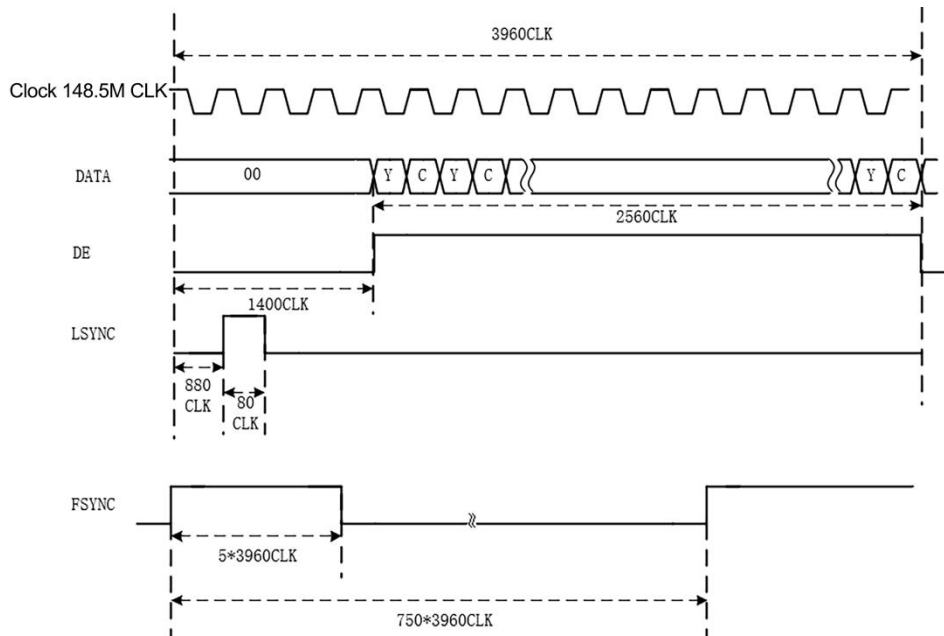 3960CLK
Clock 148.5M CLK
DATA
00
Y C Y C
Y C
2560CLK
DE
1400CLK
LSYNC
880
CLK
80
CLK
FSYNC
5*3960CLK
750*3960CLK